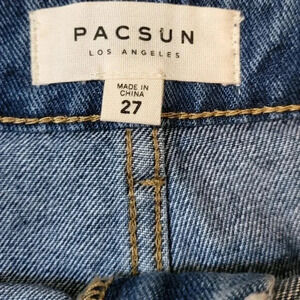 PACSUN
LOS ANGELES
MADE IN
CHINA
27